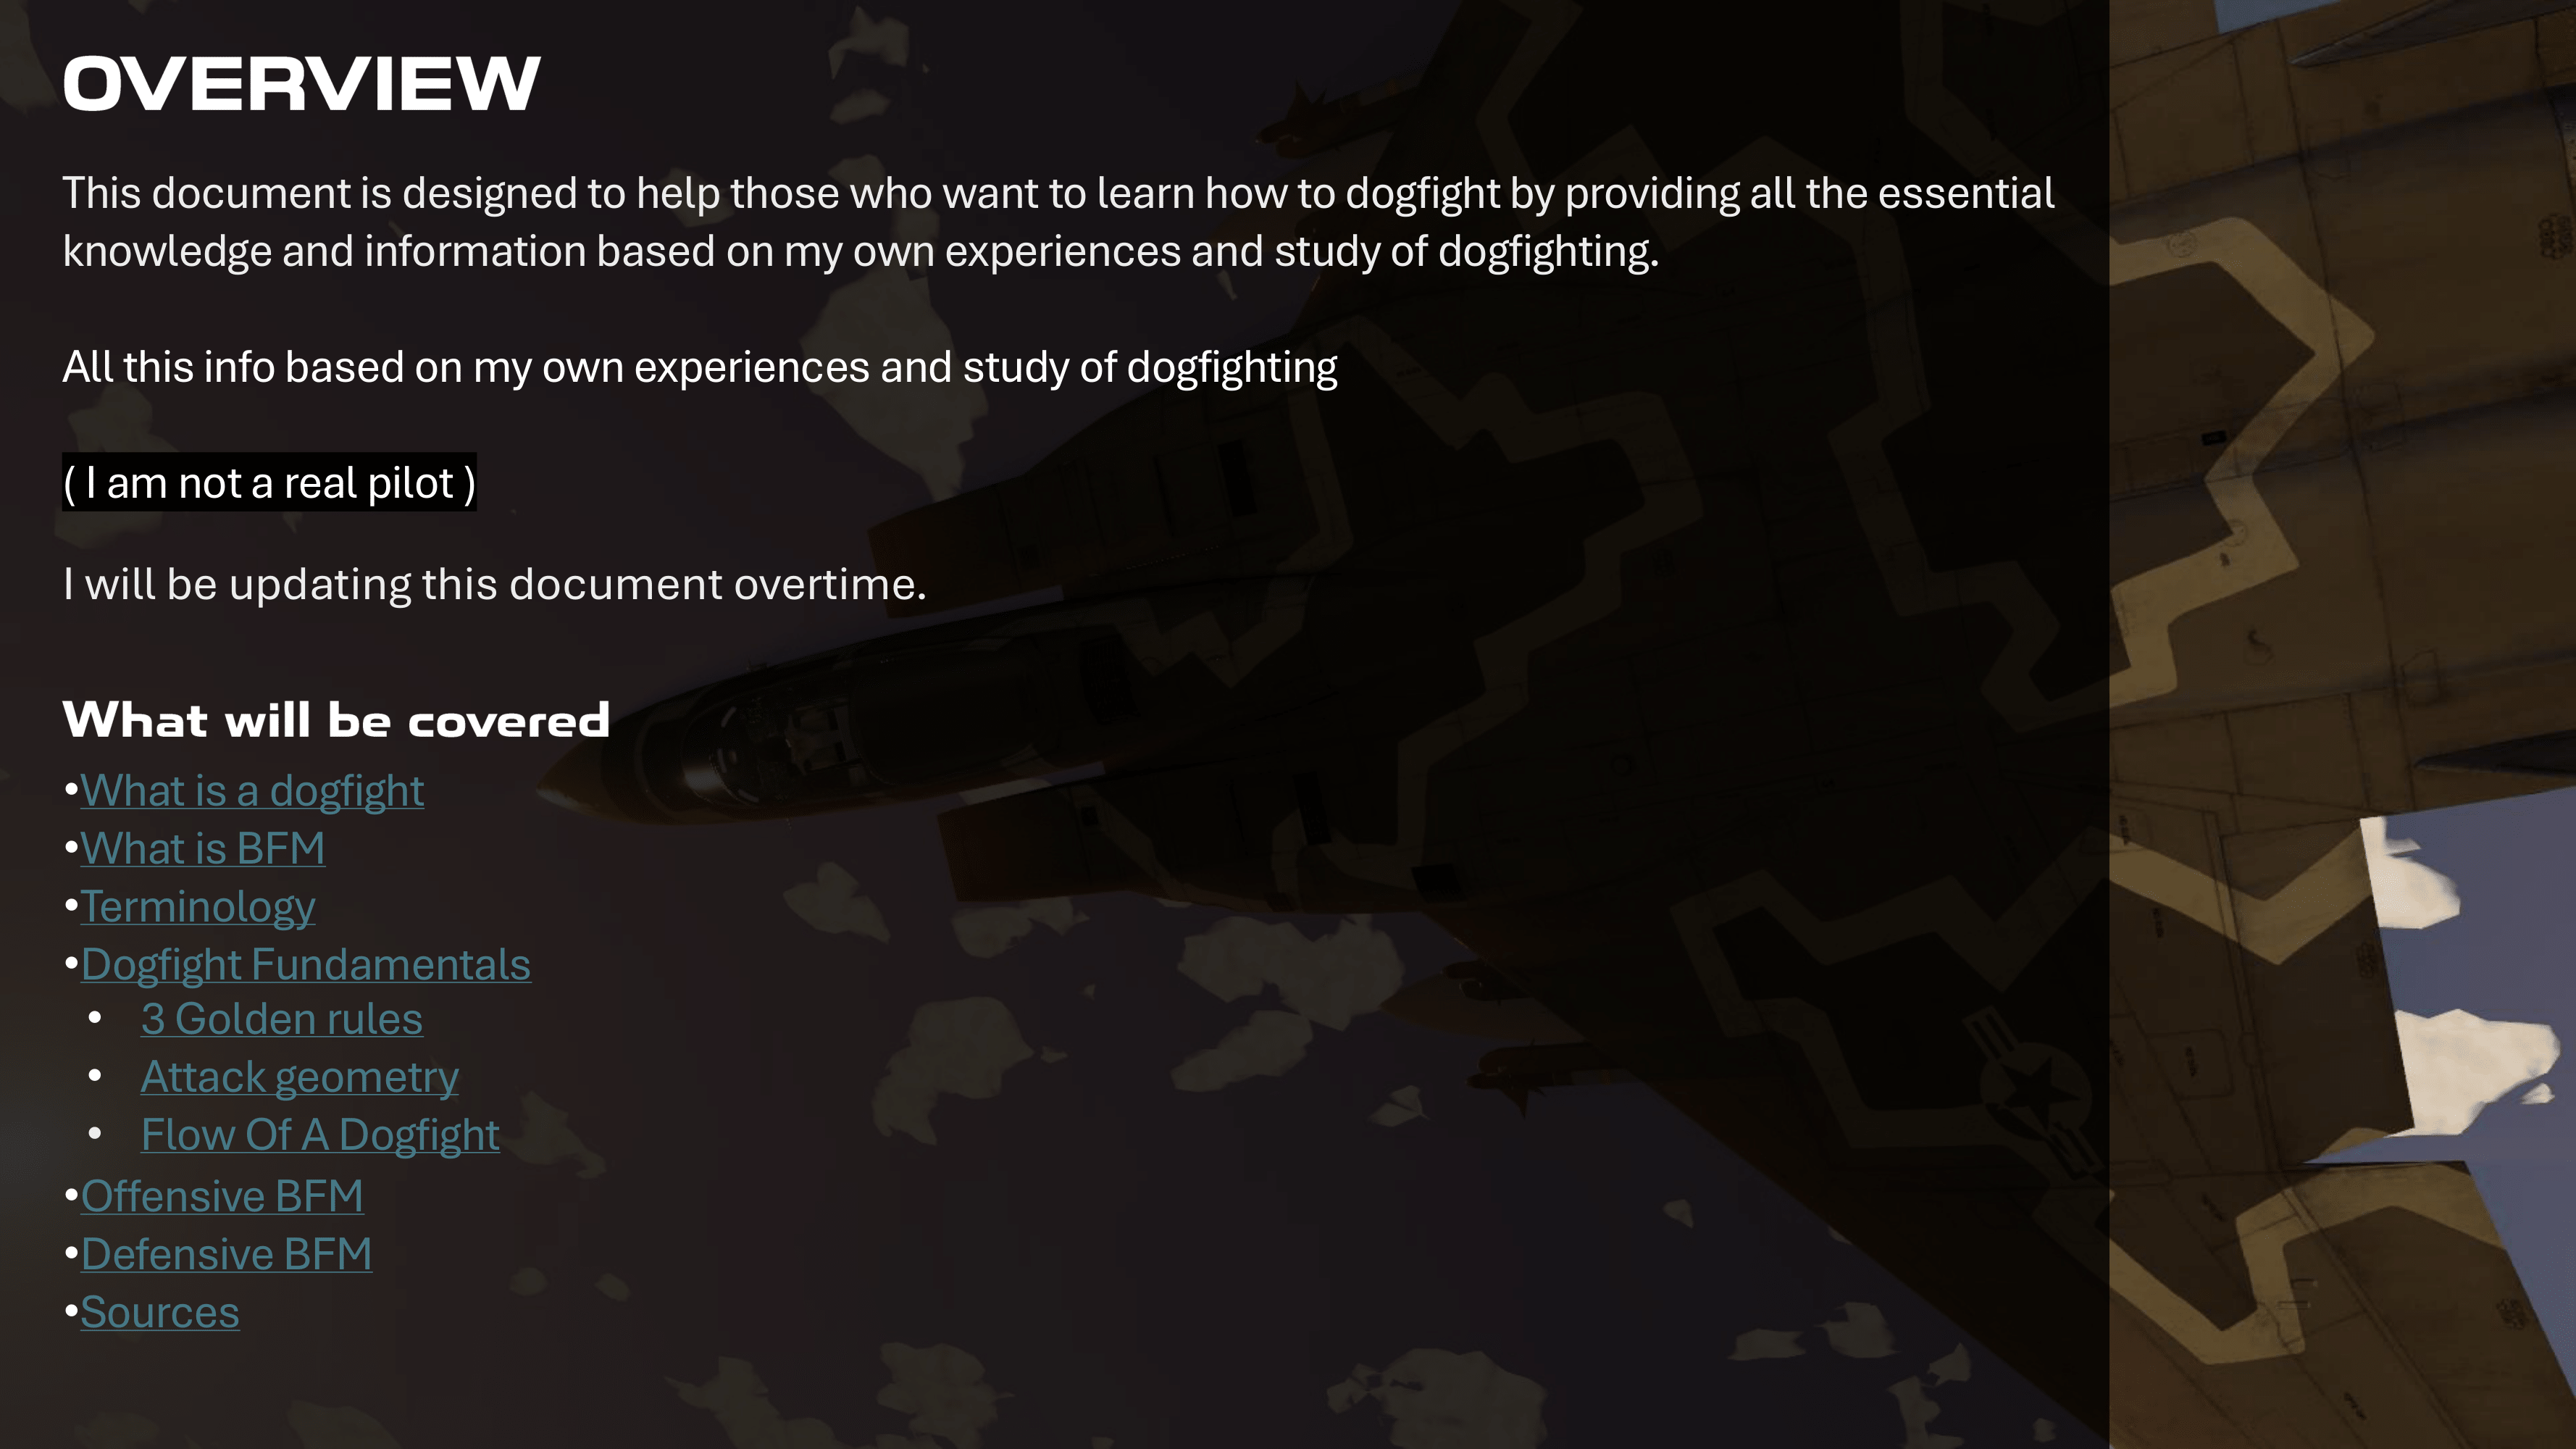 OVERVIEW
This document is designed to help those who want to learn how to dogfight by providing all the essential
knowledge and information based on my own experiences and study of dogfighting.
All this info based on my own experiences and study of dogfighting
( I am not a real pilot )
I will be updating this document overtime.
What will be covered
•What is a dogfight
•What is BFM
•Terminology
•Dogfight Fundamentals
• 3 Golden rules
• Attack geometry
• Flow Of A Dogfight
•Offensive BFM
•Defensive BFM
•Sources